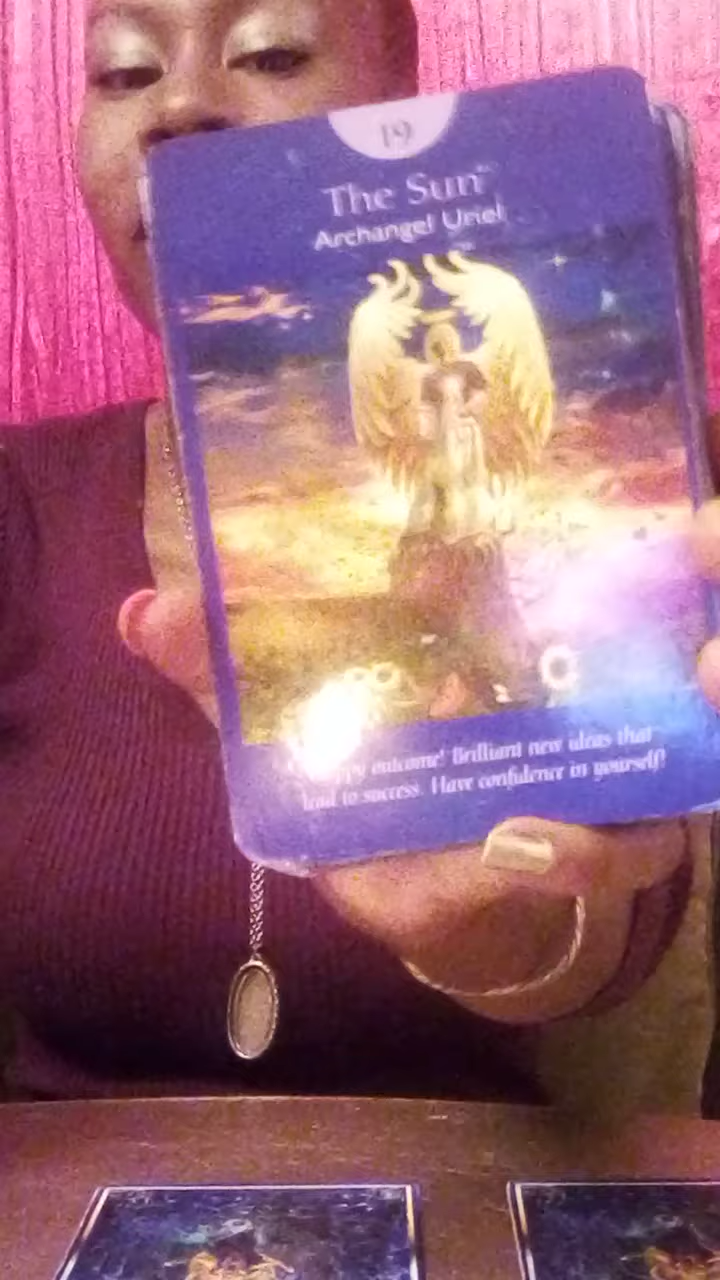 19
The Sun
Archangel Uriel
outcome! Brilliant new ideas that
lead to success. Have confidence in yourself!